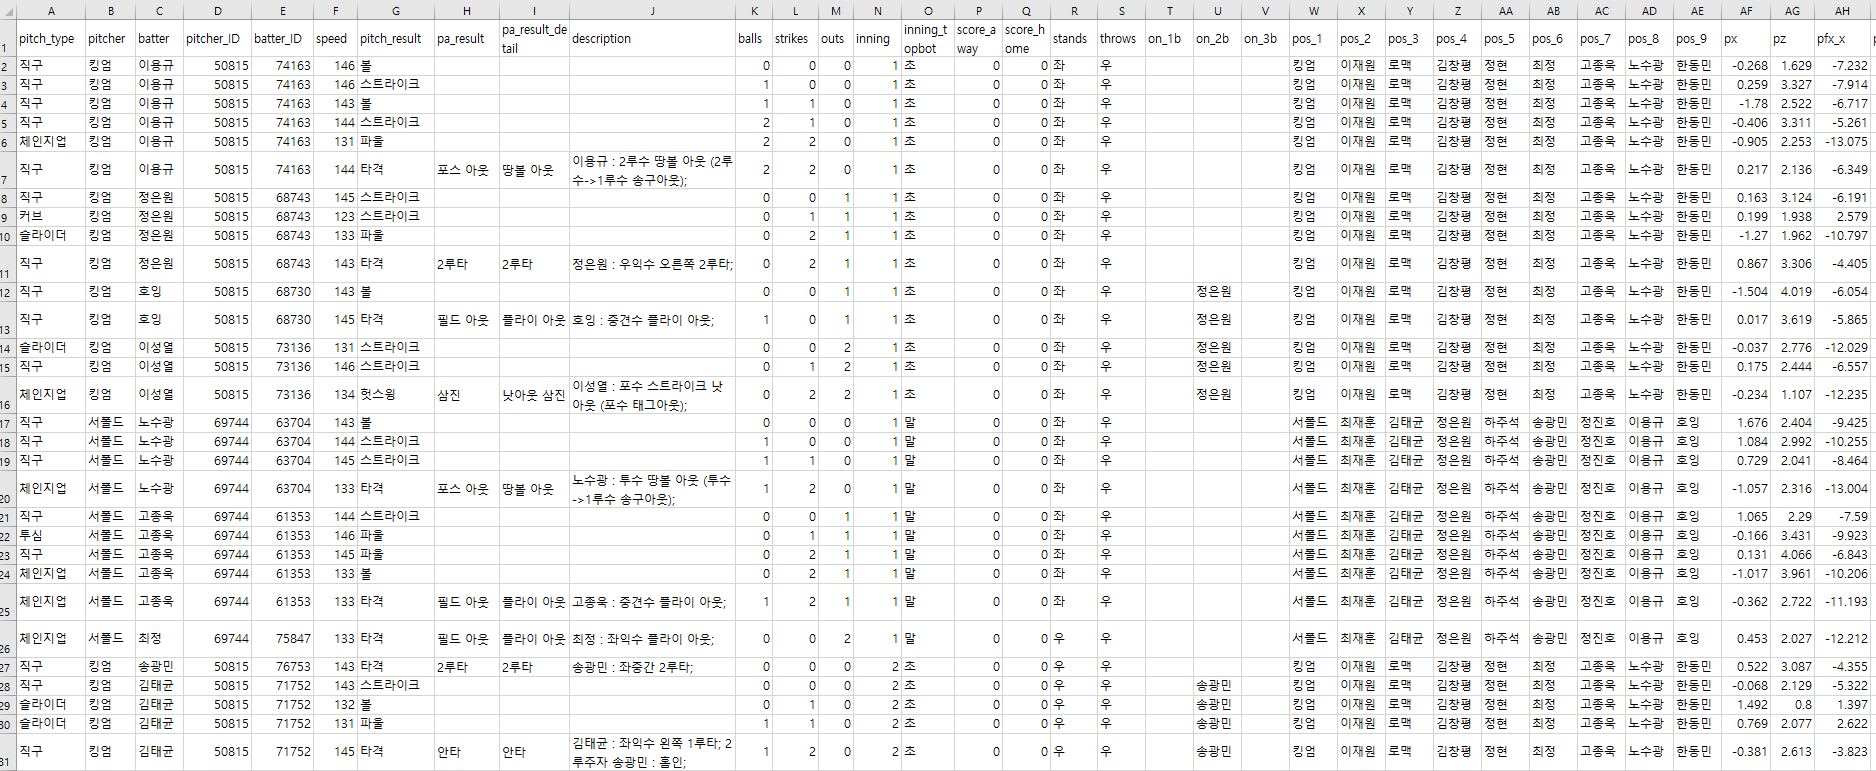 A B C D E F G H I J K L M N O P Q R S T U V W X Y Z AA AB AC AD AE AF AG AH
1 pitch_type pitcher batter pitcher_ID batter_ID speed pitch_result pa_result pa_result_detail description balls strikes outs inning inning_topbot score_away score_home stands throws on_1b on_2b on_3b pos_1 pos_2 pos_3 pos_4 pos_5 pos_6 pos_7 pos_8 pos_9 px pz pfx_x
2 직구 킹엄 이용규 50815 74163 146 볼 0 0 0 1 초 0 0 좌 우 킹엄 이재원 로맥 김창평 정현 최정 고종욱 노수광 한동민 -0.268 1.629 -7.232
3 직구 킹엄 이용규 50815 74163 146 스트라이크 1 0 0 1 초 0 0 좌 우 킹엄 이재원 로맥 김창평 정현 최정 고종욱 노수광 한동민 0.259 3.327 -7.914
4 직구 킹엄 이용규 50815 74163 143 볼 1 1 0 1 초 0 0 좌 우 킹엄 이재원 로맥 김창평 정현 최정 고종욱 노수광 한동민 -1.78 2.522 -6.717
5 직구 킹엄 이용규 50815 74163 144 스트라이크 2 1 0 1 초 0 0 좌 우 킹엄 이재원 로맥 김창평 정현 최정 고종욱 노수광 한동민 -0.406 3.311 -5.261
6 체인지업 킹엄 이용규 50815 74163 131 파울 2 2 0 1 초 0 0 좌 우 킹엄 이재원 로맥 김창평 정현 최정 고종욱 노수광 한동민 -0.905 2.253 -13.075
7 직구 킹엄 이용규 50815 74163 144 타격 포스 아웃 땅볼 아웃 이용규 : 2루수 땅볼 아웃 (2루수->1루수 송구아웃); 2 2 0 1 초 0 0 좌 우 킹엄 이재원 로맥 김창평 정현 최정 고종욱 노수광 한동민 0.217 2.136 -6.349
8 직구 킹엄 정은원 50815 68743 145 스트라이크 0 0 1 1 초 0 0 좌 우 킹엄 이재원 로맥 김창평 정현 최정 고종욱 노수광 한동민 0.163 3.124 -6.191
9 커브 킹엄 정은원 50815 68743 123 스트라이크 0 1 1 1 초 0 0 좌 우 킹엄 이재원 로맥 김창평 정현 최정 고종욱 노수광 한동민 0.199 1.938 2.579
10 슬라이더 킹엄 정은원 50815 68743 133 파울 0 2 1 1 초 0 0 좌 우 킹엄 이재원 로맥 김창평 정현 최정 고종욱 노수광 한동민 -1.27 1.962 -10.797
11 직구 킹엄 정은원 50815 68743 143 타격 2루타 2루타 정은원 : 우익수 오른쪽 2루타; 0 2 1 1 초 0 0 좌 우 킹엄 이재원 로맥 김창평 정현 최정 고종욱 노수광 한동민 0.867 3.306 -4.405
12 직구 킹엄 호잉 50815 68730 143 볼 0 0 1 1 초 0 0 좌 우 정은원 킹엄 이재원 로맥 김창평 정현 최정 고종욱 노수광 한동민 -1.504 4.019 -6.054
13 직구 킹엄 호잉 50815 68730 145 타격 필드 아웃 플라이 아웃 호잉 : 중견수 플라이 아웃; 1 0 1 1 초 0 0 좌 우 정은원 킹엄 이재원 로맥 김창평 정현 최정 고종욱 노수광 한동민 0.017 3.619 -5.865
14 슬라이더 킹엄 이성열 50815 73136 131 스트라이크 0 0 2 1 초 0 0 좌 우 정은원 킹엄 이재원 로맥 김창평 정현 최정 고종욱 노수광 한동민 -0.037 2.776 -12.029
15 직구 킹엄 이성열 50815 73136 146 스트라이크 0 1 2 1 초 0 0 좌 우 정은원 킹엄 이재원 로맥 김창평 정현 최정 고종욱 노수광 한동민 0.175 2.444 -6.557
16 체인지업 킹엄 이성열 50815 73136 134 헛스윙 삼진 낫아웃 삼진 이성열 : 포수 스트라이크 낫아웃 (포수 태그아웃); 0 2 2 1 초 0 0 좌 우 정은원 킹엄 이재원 로맥 김창평 정현 최정 고종욱 노수광 한동민 -0.234 1.107 -12.235
17 직구 서폴드 노수광 69744 63704 143 볼 0 0 0 1 말 0 0 좌 우 서폴드 최재훈 김태균 정은원 하주석 송광민 정진호 이용규 호잉 1.676 2.404 -9.425
18 직구 서폴드 노수광 69744 63704 144 스트라이크 1 0 0 1 말 0 0 좌 우 서폴드 최재훈 김태균 정은원 하주석 송광민 정진호 이용규 호잉 1.084 2.992 -10.255
19 직구 서폴드 노수광 69744 63704 145 스트라이크 1 1 0 1 말 0 0 좌 우 서폴드 최재훈 김태균 정은원 하주석 송광민 정진호 이용규 호잉 0.729 2.041 -8.464
20 체인지업 서폴드 노수광 69744 63704 133 타격 포스 아웃 땅볼 아웃 노수광 : 투수 땅볼 아웃 (투수->1루수 송구아웃); 1 2 0 1 말 0 0 좌 우 서폴드 최재훈 김태균 정은원 하주석 송광민 정진호 이용규 호잉 -1.057 2.316 -13.004
21 직구 서폴드 고종욱 69744 61353 144 스트라이크 0 0 1 1 말 0 0 좌 우 서폴드 최재훈 김태균 정은원 하주석 송광민 정진호 이용규 호잉 1.065 2.29 -7.59
22 투심 서폴드 고종욱 69744 61353 146 파울 0 1 1 1 말 0 0 좌 우 서폴드 최재훈 김태균 정은원 하주석 송광민 정진호 이용규 호잉 -0.166 3.431 -9.923
23 직구 서폴드 고종욱 69744 61353 145 파울 0 2 1 1 말 0 0 좌 우 서폴드 최재훈 김태균 정은원 하주석 송광민 정진호 이용규 호잉 0.131 4.066 -6.843
24 체인지업 서폴드 고종욱 69744 61353 133 볼 0 2 1 1 말 0 0 좌 우 서폴드 최재훈 김태균 정은원 하주석 송광민 정진호 이용규 호잉 -1.017 3.961 -10.206
25 체인지업 서폴드 고종욱 69744 61353 133 타격 필드 아웃 플라이 아웃 고종욱 : 중견수 플라이 아웃; 1 2 1 1 말 0 0 좌 우 서폴드 최재훈 김태균 정은원 하주석 송광민 정진호 이용규 호잉 -0.362 2.722 -11.193
26 체인지업 서폴드 최정 69744 75847 133 타격 필드 아웃 플라이 아웃 최정 : 좌익수 플라이 아웃; 0 0 2 1 말 0 0 우 우 서폴드 최재훈 김태균 정은원 하주석 송광민 정진호 이용규 호잉 0.453 2.027 -12.212
27 직구 킹엄 송광민 50815 76753 143 타격 2루타 2루타 송광민 : 좌중간 2루타; 0 0 0 2 초 0 0 우 우 킹엄 이재원 로맥 김창평 정현 최정 고종욱 노수광 한동민 0.522 3.087 -4.355
28 직구 킹엄 김태균 50815 71752 143 스트라이크 0 0 0 2 초 0 0 우 우 송광민 킹엄 이재원 로맥 김창평 정현 최정 고종욱 노수광 한동민 -0.068 2.129 -5.322
29 슬라이더 킹엄 김태균 50815 71752 132 볼 0 1 0 2 초 0 0 우 우 송광민 킹엄 이재원 로맥 김창평 정현 최정 고종욱 노수광 한동민 1.492 0.8 1.397
30 슬라이더 킹엄 김태균 50815 71752 131 파울 1 1 0 2 초 0 0 우 우 송광민 킹엄 이재원 로맥 김창평 정현 최정 고종욱 노수광 한동민 0.769 2.077 2.622
31 직구 킹엄 김태균 50815 71752 145 타격 안타 안타 김태균 : 좌익수 왼쪽 1루타; 2루주자 송광민 : 홈인; 1 2 0 2 초 0 0 우 우 송광민 킹엄 이재원 로맥 김창평 정현 최정 고종욱 노수광 한동민 -0.381 2.613 -3.823